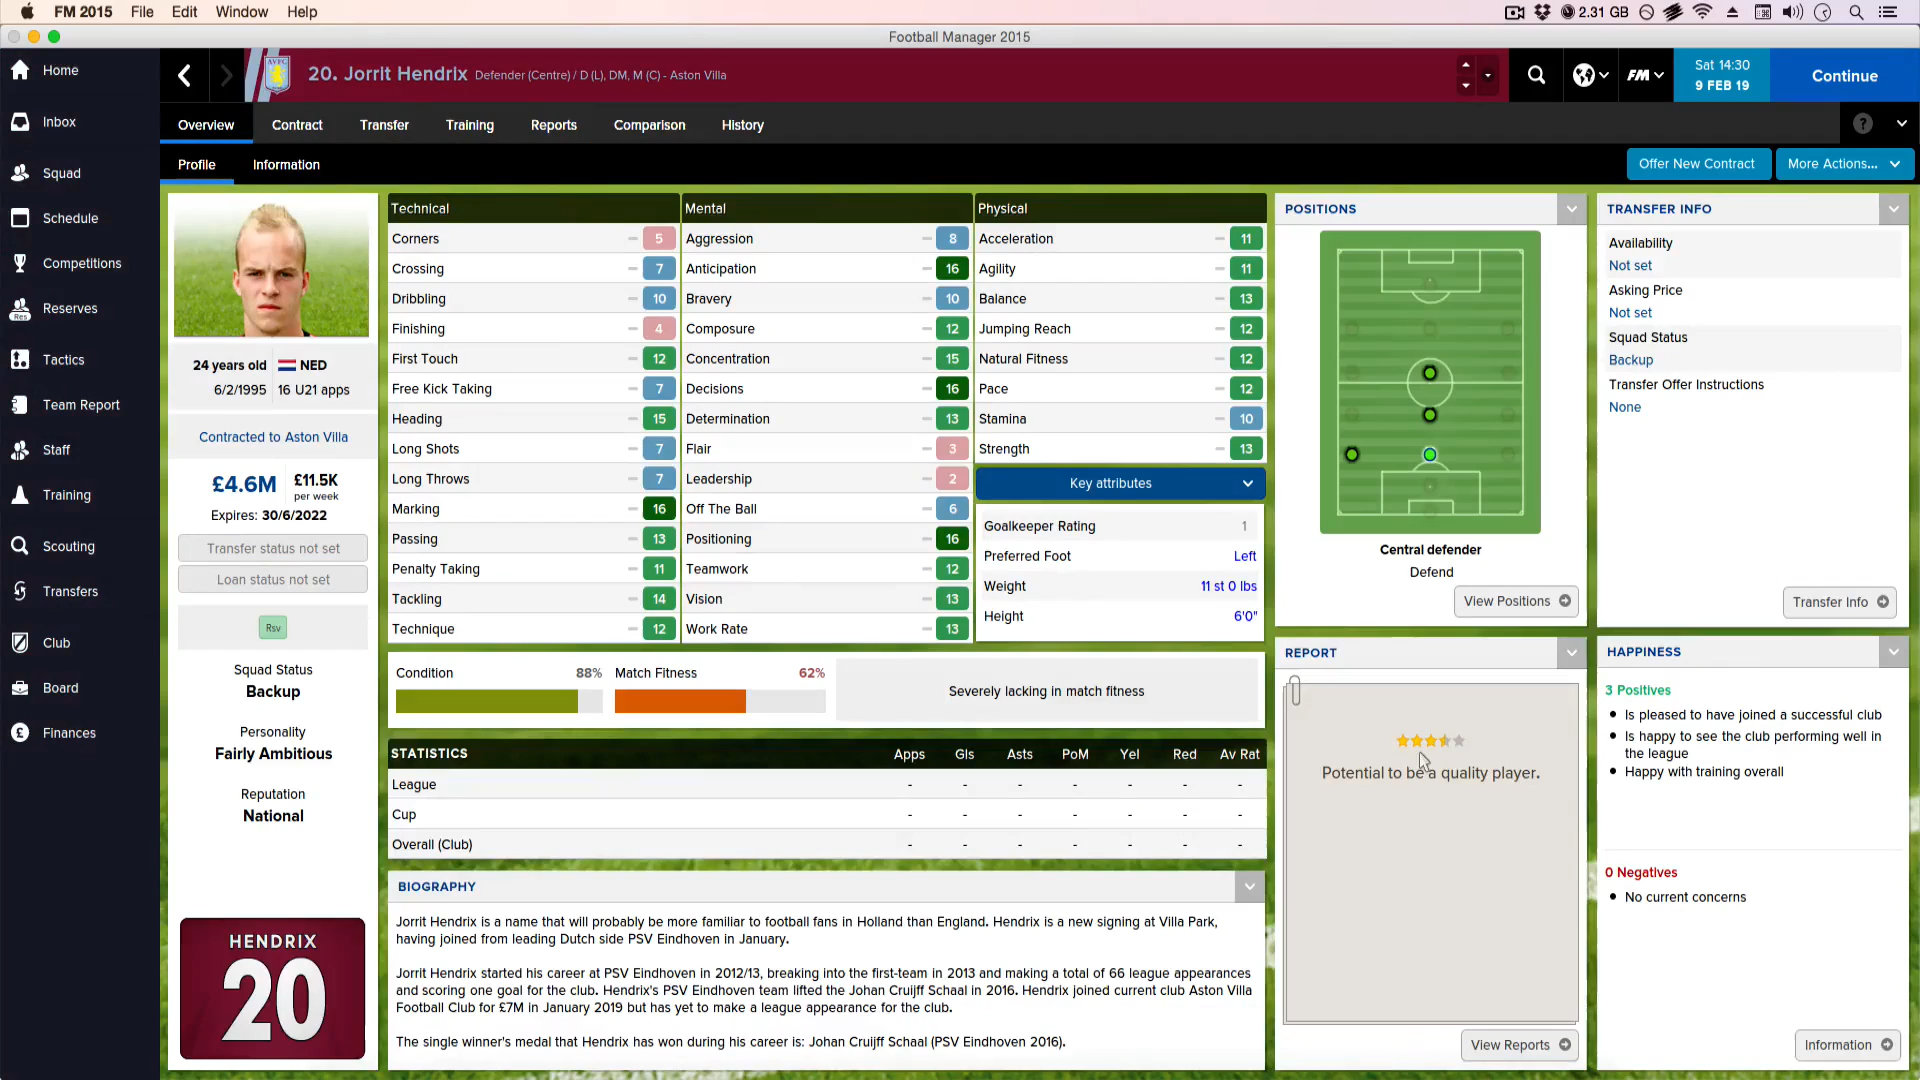 FM 2015 File Edit Window Help 2.31 GB
Football Manager 2015
20. Jorrit Hendrix Defender (Centre) / D (L), DM, M (C) - Aston Villa
FM
Sat 14:30
9 FEB 19
Continue
Home
Inbox
Squad
Schedule
Competitions
Reserves
Tactics
Team Report
Staff
Training
Scouting
Transfers
Club
Board
Finances
Overview Contract Transfer Training Reports Comparison History
Profile Information
Offer New Contract More Actions...
24 years old NED
6/2/1995 16 U21 apps
Contracted to Aston Villa
£4.6M £11.5K
per week
Expires: 30/6/2022
Transfer status not set
Loan status not set
Rsv
Squad Status
Backup
Personality
Fairly Ambitious
Reputation
National
HENDRIX
20
Technical
Corners 5
Crossing 7
Dribbling 10
Finishing 4
First Touch 12
Free Kick Taking 7
Heading 15
Long Shots 7
Long Throws 7
Marking 16
Passing 13
Penalty Taking 11
Tackling 14
Technique 12
Mental
Aggression 8
Anticipation 16
Bravery 10
Composure 12
Concentration 15
Decisions 16
Determination 13
Flair 3
Leadership 2
Off The Ball 6
Positioning 16
Teamwork 12
Vision 13
Work Rate 13
Physical
Acceleration 11
Agility 11
Balance 13
Jumping Reach 12
Natural Fitness 12
Pace 12
Stamina 10
Strength 13
Key attributes
Goalkeeper Rating 1
Preferred Foot Left
Weight 11 st 0 lbs
Height 6'0"
Condition 88% Match Fitness 62%
Severely lacking in match fitness
STATISTICS Apps Gls Asts PoM Yel Red Av Rat
League - - - - - - -
Cup - - - - - - -
Overall (Club) - - - - - - -
BIOGRAPHY
Jorrit Hendrix is a name that will probably be more familiar to football fans in Holland than England. Hendrix is a new signing at Villa Park,
having joined from leading Dutch side PSV Eindhoven in January.
Jorrit Hendrix started his career at PSV Eindhoven in 2012/13, breaking into the first-team in 2013 and making a total of 66 league appearances
and scoring one goal for the club. Hendrix's PSV Eindhoven team lifted the Johan Cruijff Schaal in 2016. Hendrix joined current club Aston Villa
Football Club for £7M in January 2019 but has yet to make a league appearance for the club.
The single winner's medal that Hendrix has won during his career is: Johan Cruijff Schaal (PSV Eindhoven 2016).
POSITIONS
Central defender
Defend
View Positions
REPORT
Potential to be a quality player.
View Reports
TRANSFER INFO
Availability
Not set
Asking Price
Not set
Squad Status
Backup
Transfer Offer Instructions
None
Transfer Info
HAPPINESS
3 Positives
Is pleased to have joined a successful club
Is happy to see the club performing well in
the league
Happy with training overall
0 Negatives
No current concerns
Information